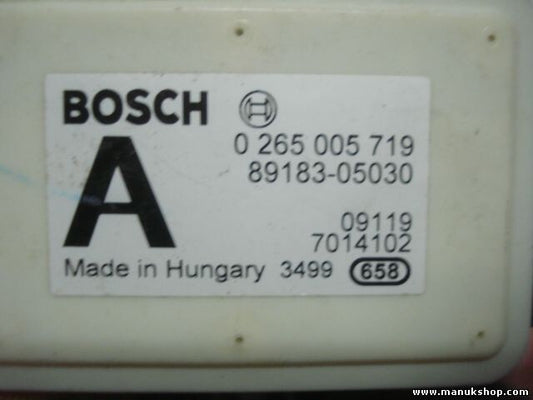 BOSCH
0 265 005 719
A
89183-05030
09119
7014102
Made in Hungary 3499 658
www.manukshop.com